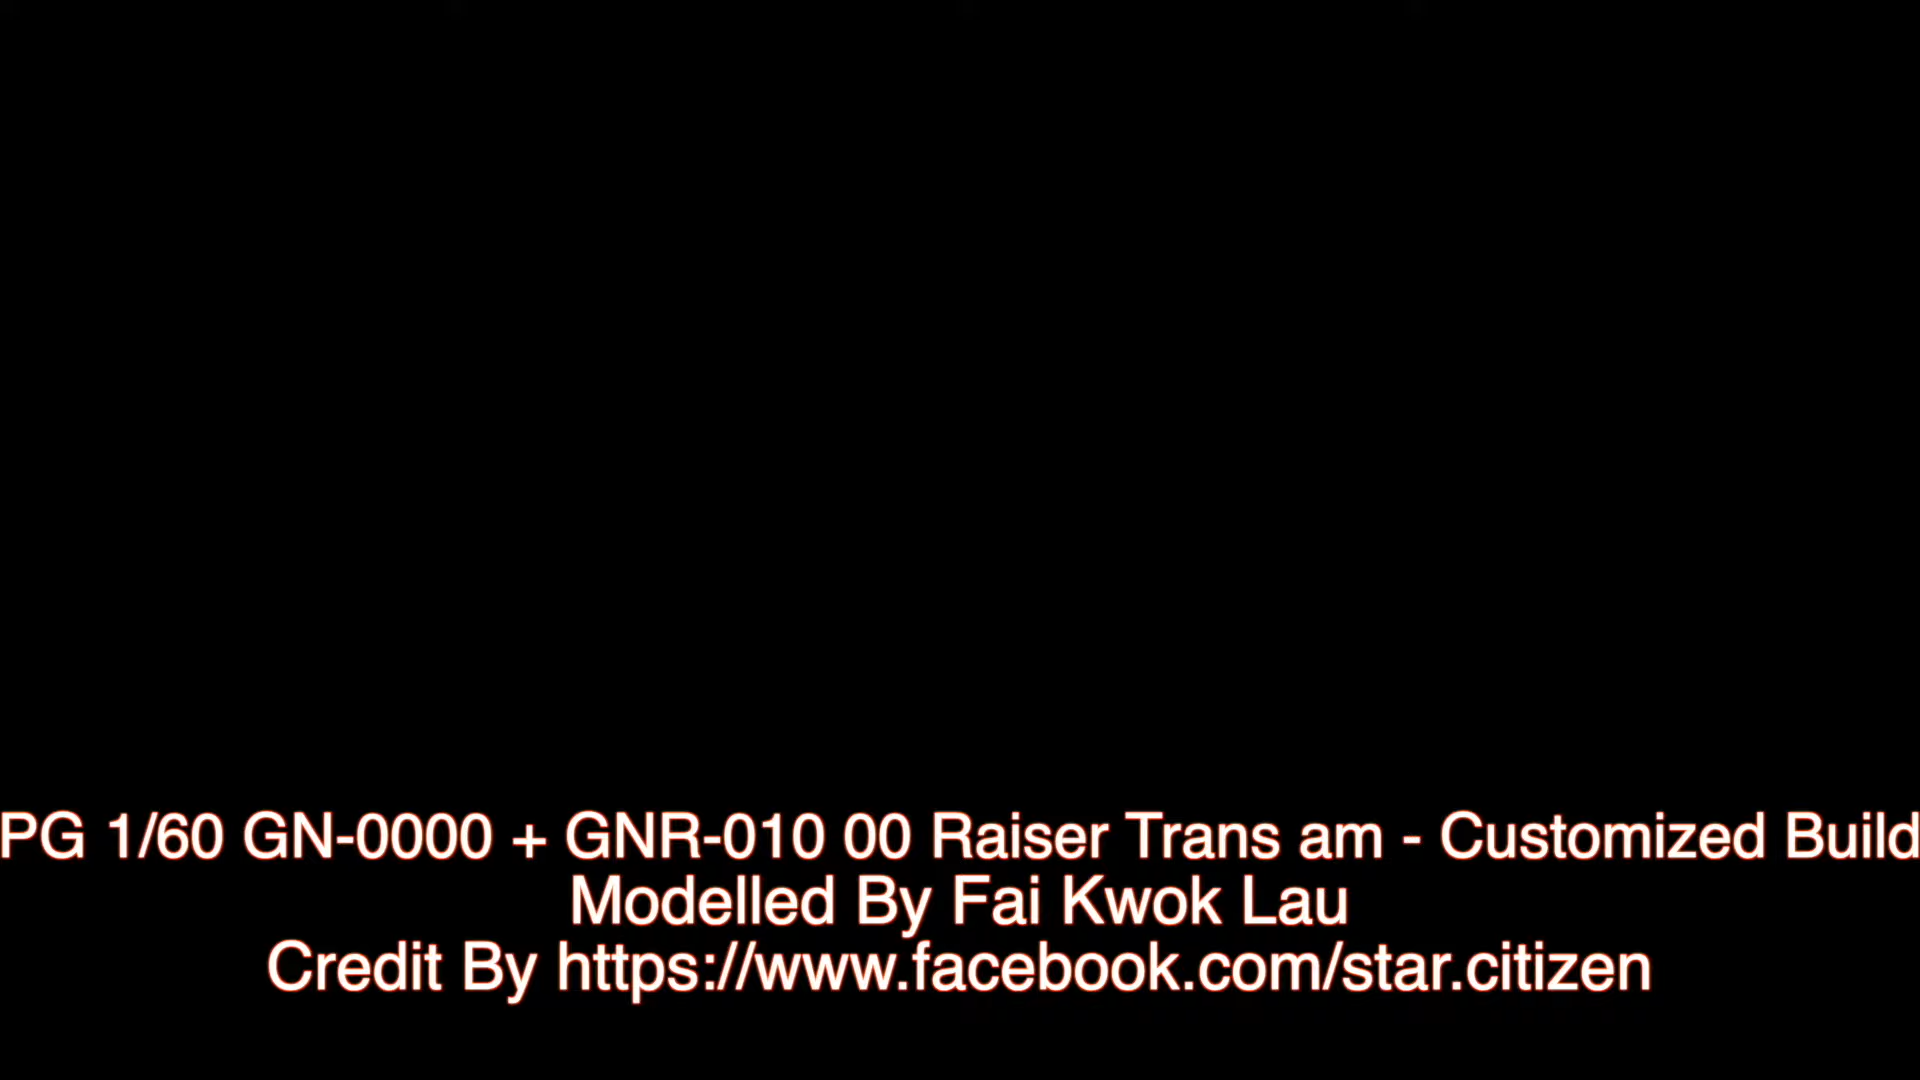 PG 1/60 GN-0000 + GNR-010 00 Raiser Trans am - Customized Build
Modelled By Fai Kwok Lau
Credit By https://www.facebook.com/star.citizen